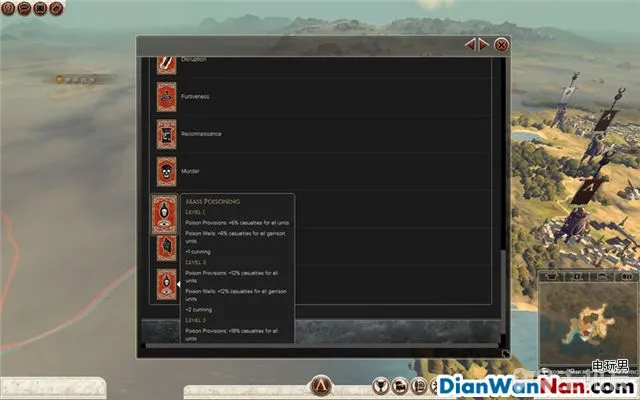 Disruption
Furtiveness
Reconnaissance
Murder
MASS POISONING
LEVEL 1
Poison Provisions: +6% casualties for all units
Poison Wells: +6% casualties for all garrison
units
+1 cunning
LEVEL 2
Poison Provisions: +12% casualties for all
units
Poison Wells: +12% casualties for all garrison
units
+2 cunning
LEVEL 3
Poison Provisions: +18% casualties for all
units
电玩男
DianWanNan.com